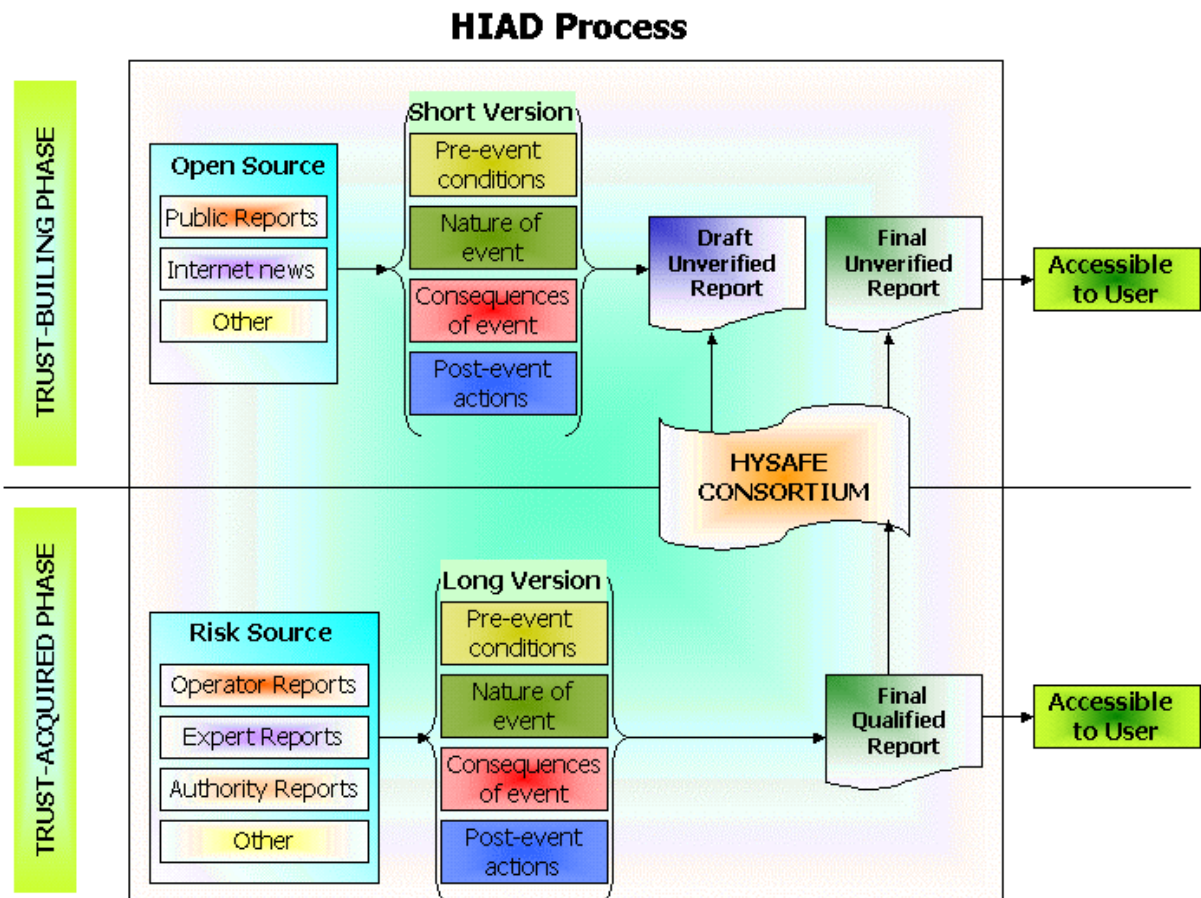 HIAD Process
TRUST-BUILING PHASE
Open Source
Public Reports
Internet news
Other
Short Version
Pre-event
conditions
Nature of
event
Consequences
of event
Post-event
actions
Draft
Unverified
Report
Final
Unverified
Report
Accessible
to User
HYSAFE
CONSORTIUM
TRUST-ACQUIRED PHASE
Risk Source
Operator Reports
Expert Reports
Authority Reports
Other
Long Version
Pre-event
conditions
Nature of
event
Consequences
of event
Post-event
actions
Final
Qualified
Report
Accessible
to User